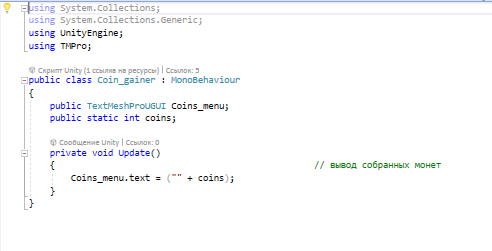 using System.Collections;
using System.Collections.Generic;
using UnityEngine;
using TMPro;
Скрипт Unity (1 ссылка на ресурсы) | Ссылок: 5
public class Coin_gainer : MonoBehaviour
{
public TextMeshProUGUI Coins_menu;
public static int coins;
Сообщение Unity | Ссылок: 0
private void Update()
{ // вывод собранных монет
Coins_menu.text = ("" + coins);
}
}